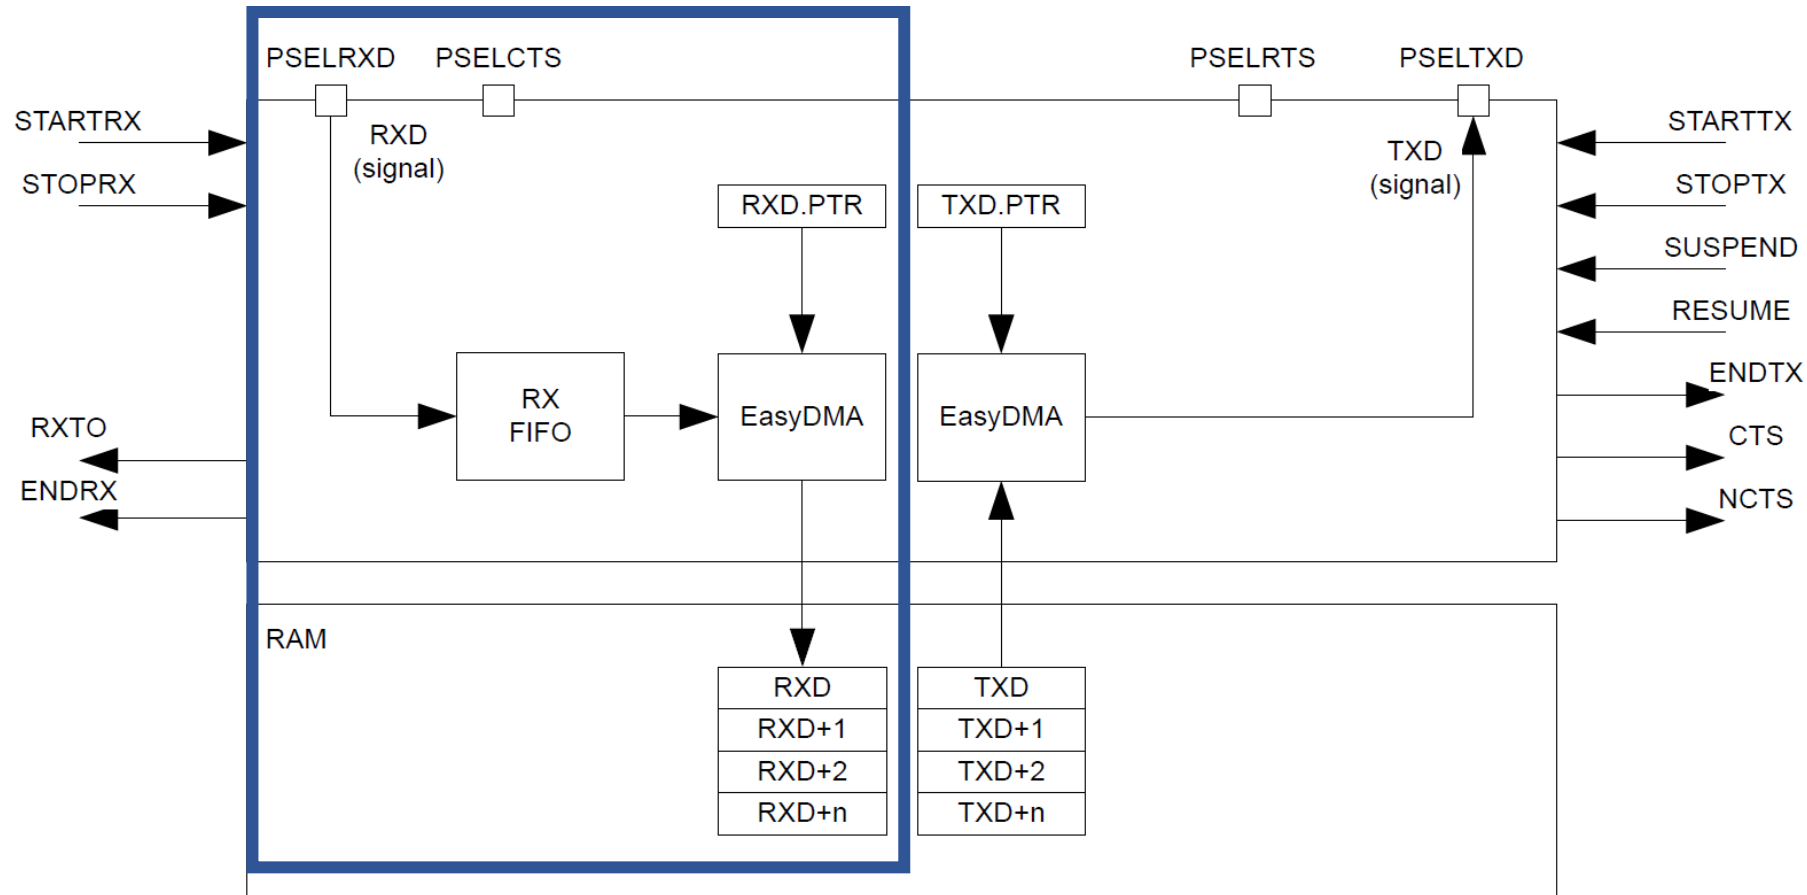 PSELRXD PSELCTS PSELRTS PSELTXD
STARTRX
RXD
(signal)
TXD
(signal)
STARTTX
STOPRX
RXD.PTR
TXD.PTR
STOPTX
SUSPEND
RESUME
RX
FIFO
EasyDMA
EasyDMA
ENDTX
RXTO
CTS
ENDRX
NCTS
RAM
RXD
RXD+1
RXD+2
RXD+n
TXD
TXD+1
TXD+2
TXD+n